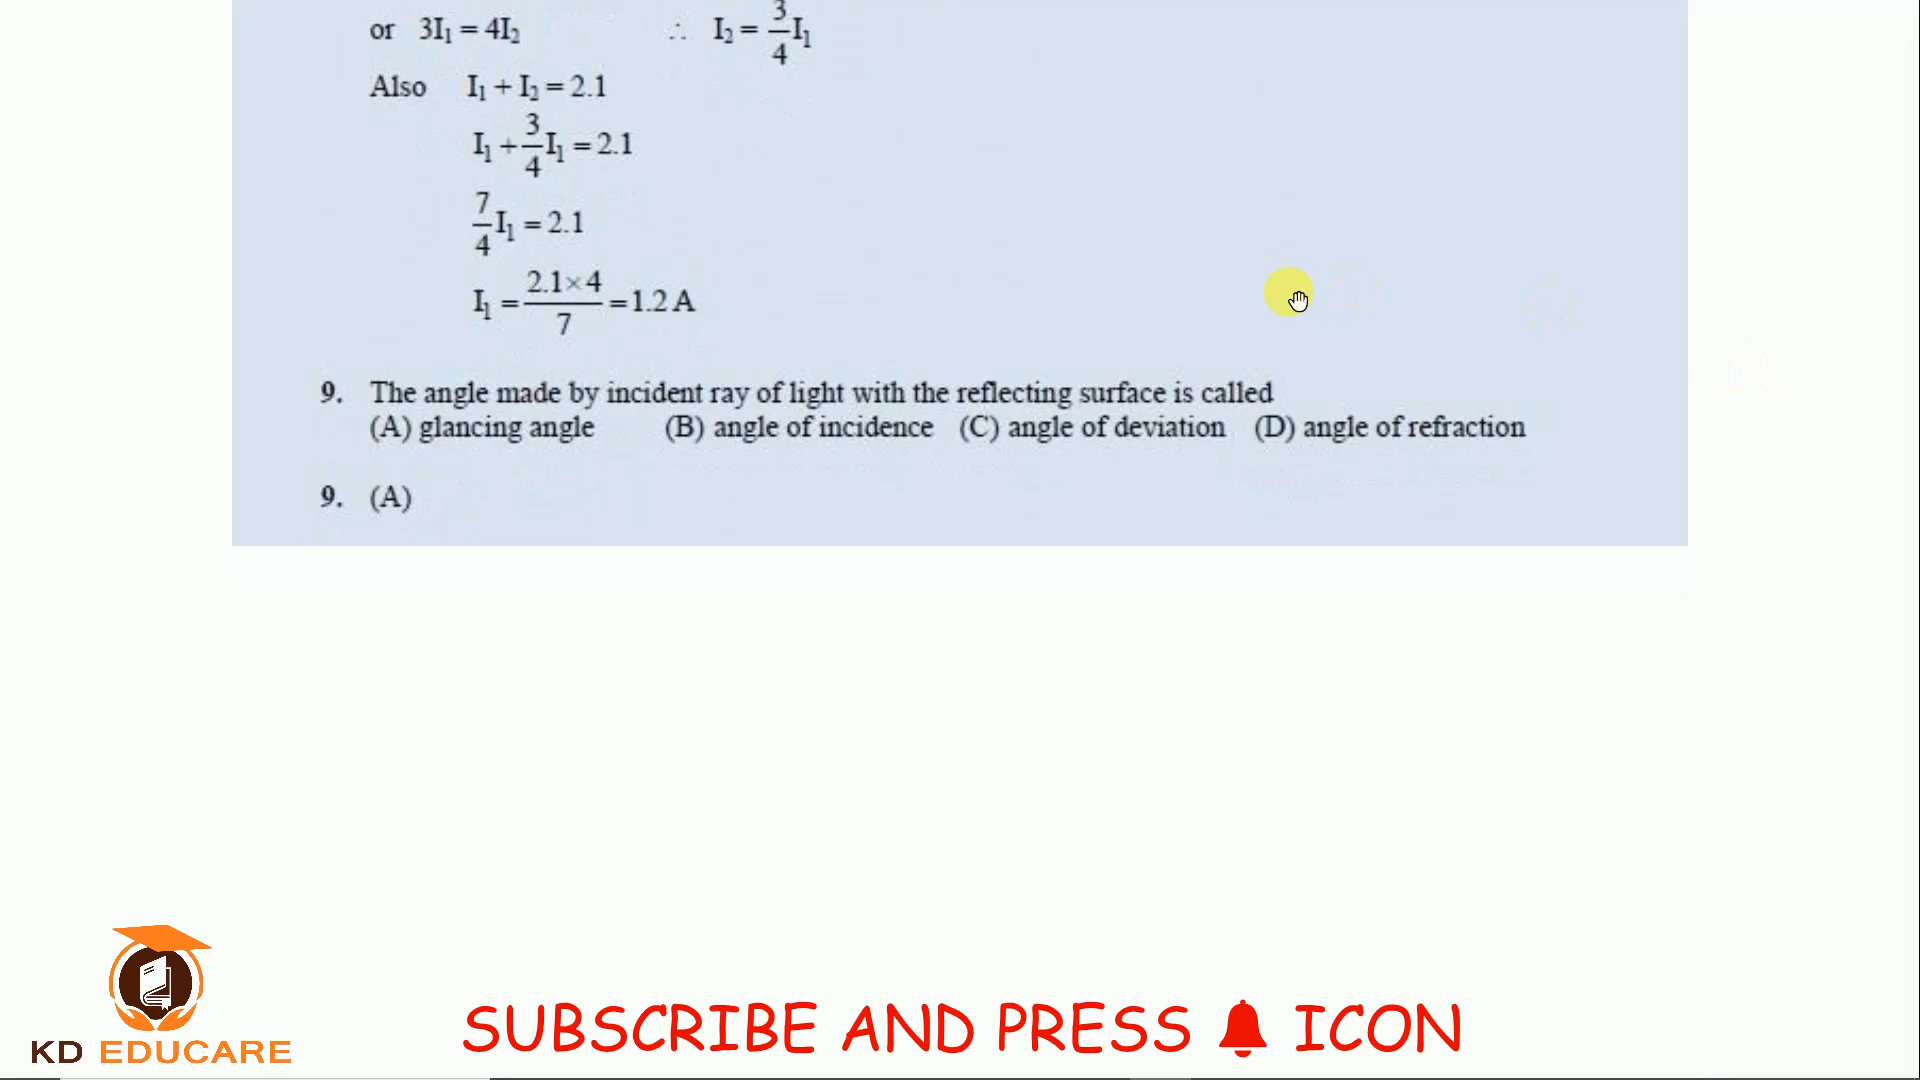 or 3I₁ = 4I₂ ∴ I₂ = 3/4 I₁
Also I₁ + I₂ = 2.1
I₁ + 3/4 I₁ = 2.1
7/4 I₁ = 2.1
I₁ = 2.1×4/7 = 1.2 A
9. The angle made by incident ray of light with the reflecting surface is called
(A) glancing angle (B) angle of incidence (C) angle of deviation (D) angle of refraction
9. (A)
KD EDUCARE
SUBSCRIBE AND PRESS ICON